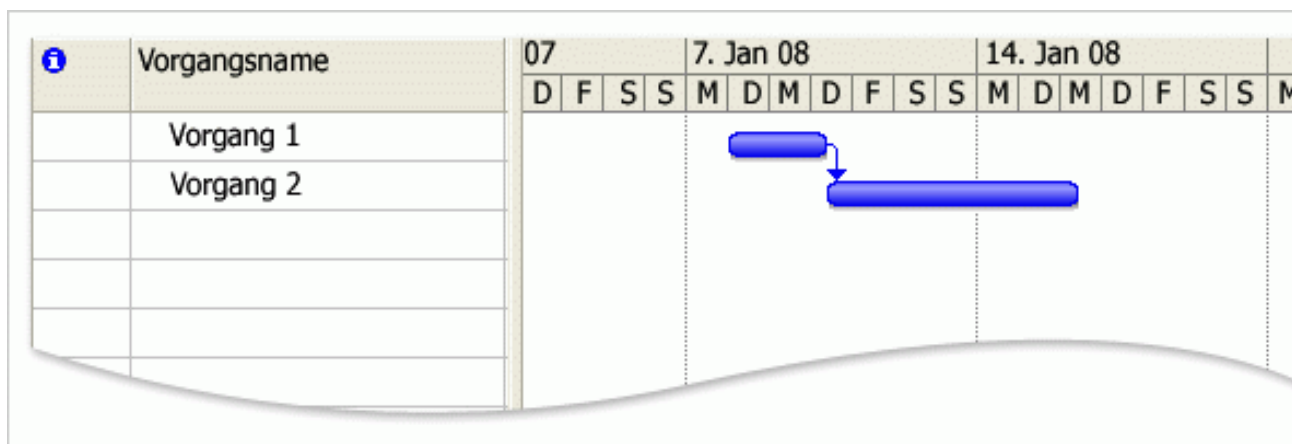 i Vorgangsname 07 7. Jan 08 14. Jan 08
D F S S M D M D F S S M D M D F S S M
Vorgang 1
Vorgang 2